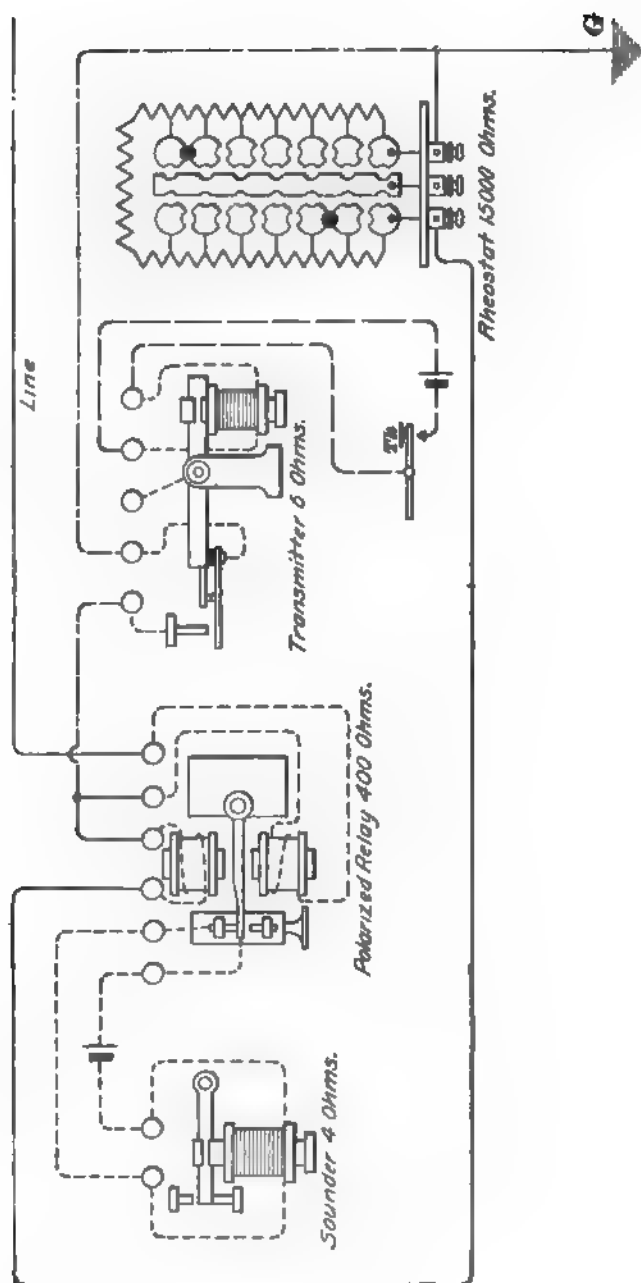 G
Rheostat 15000 Ohms.
Line
Transmitter 6 Ohms.
Polarized Relay 400 Ohms.
Sounder 4 Ohms.